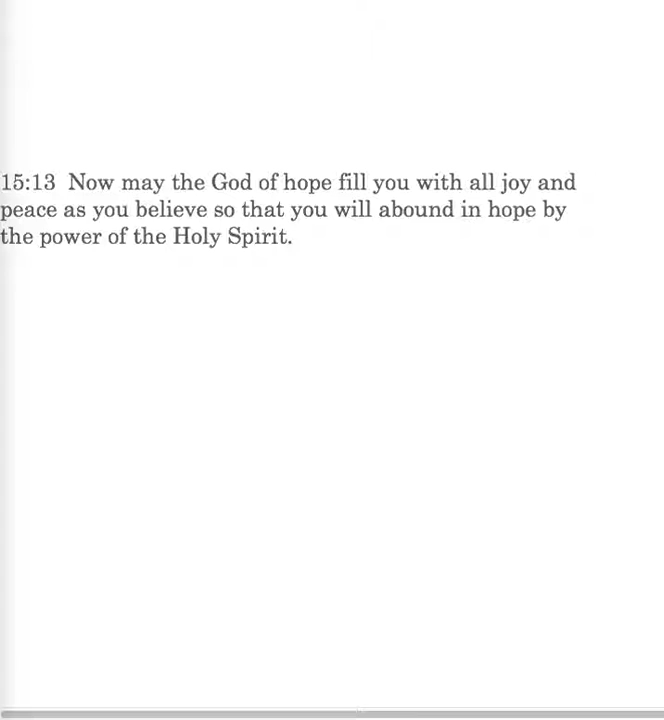 15:13 Now may the God of hope fill you with all joy and
peace as you believe so that you will abound in hope by
the power of the Holy Spirit.